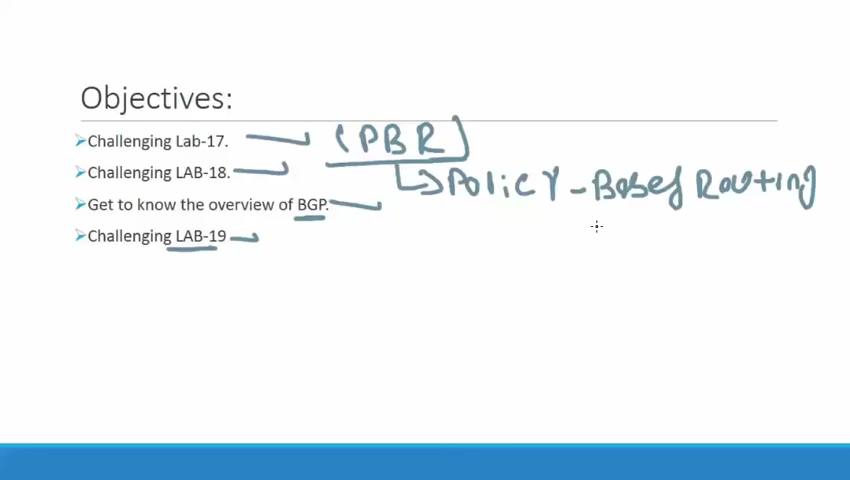 Objectives:
Challenging Lab-17. (PBR)
Challenging LAB-18. Policy-Based Routing
Get to know the overview of BGP.
Challenging LAB-19